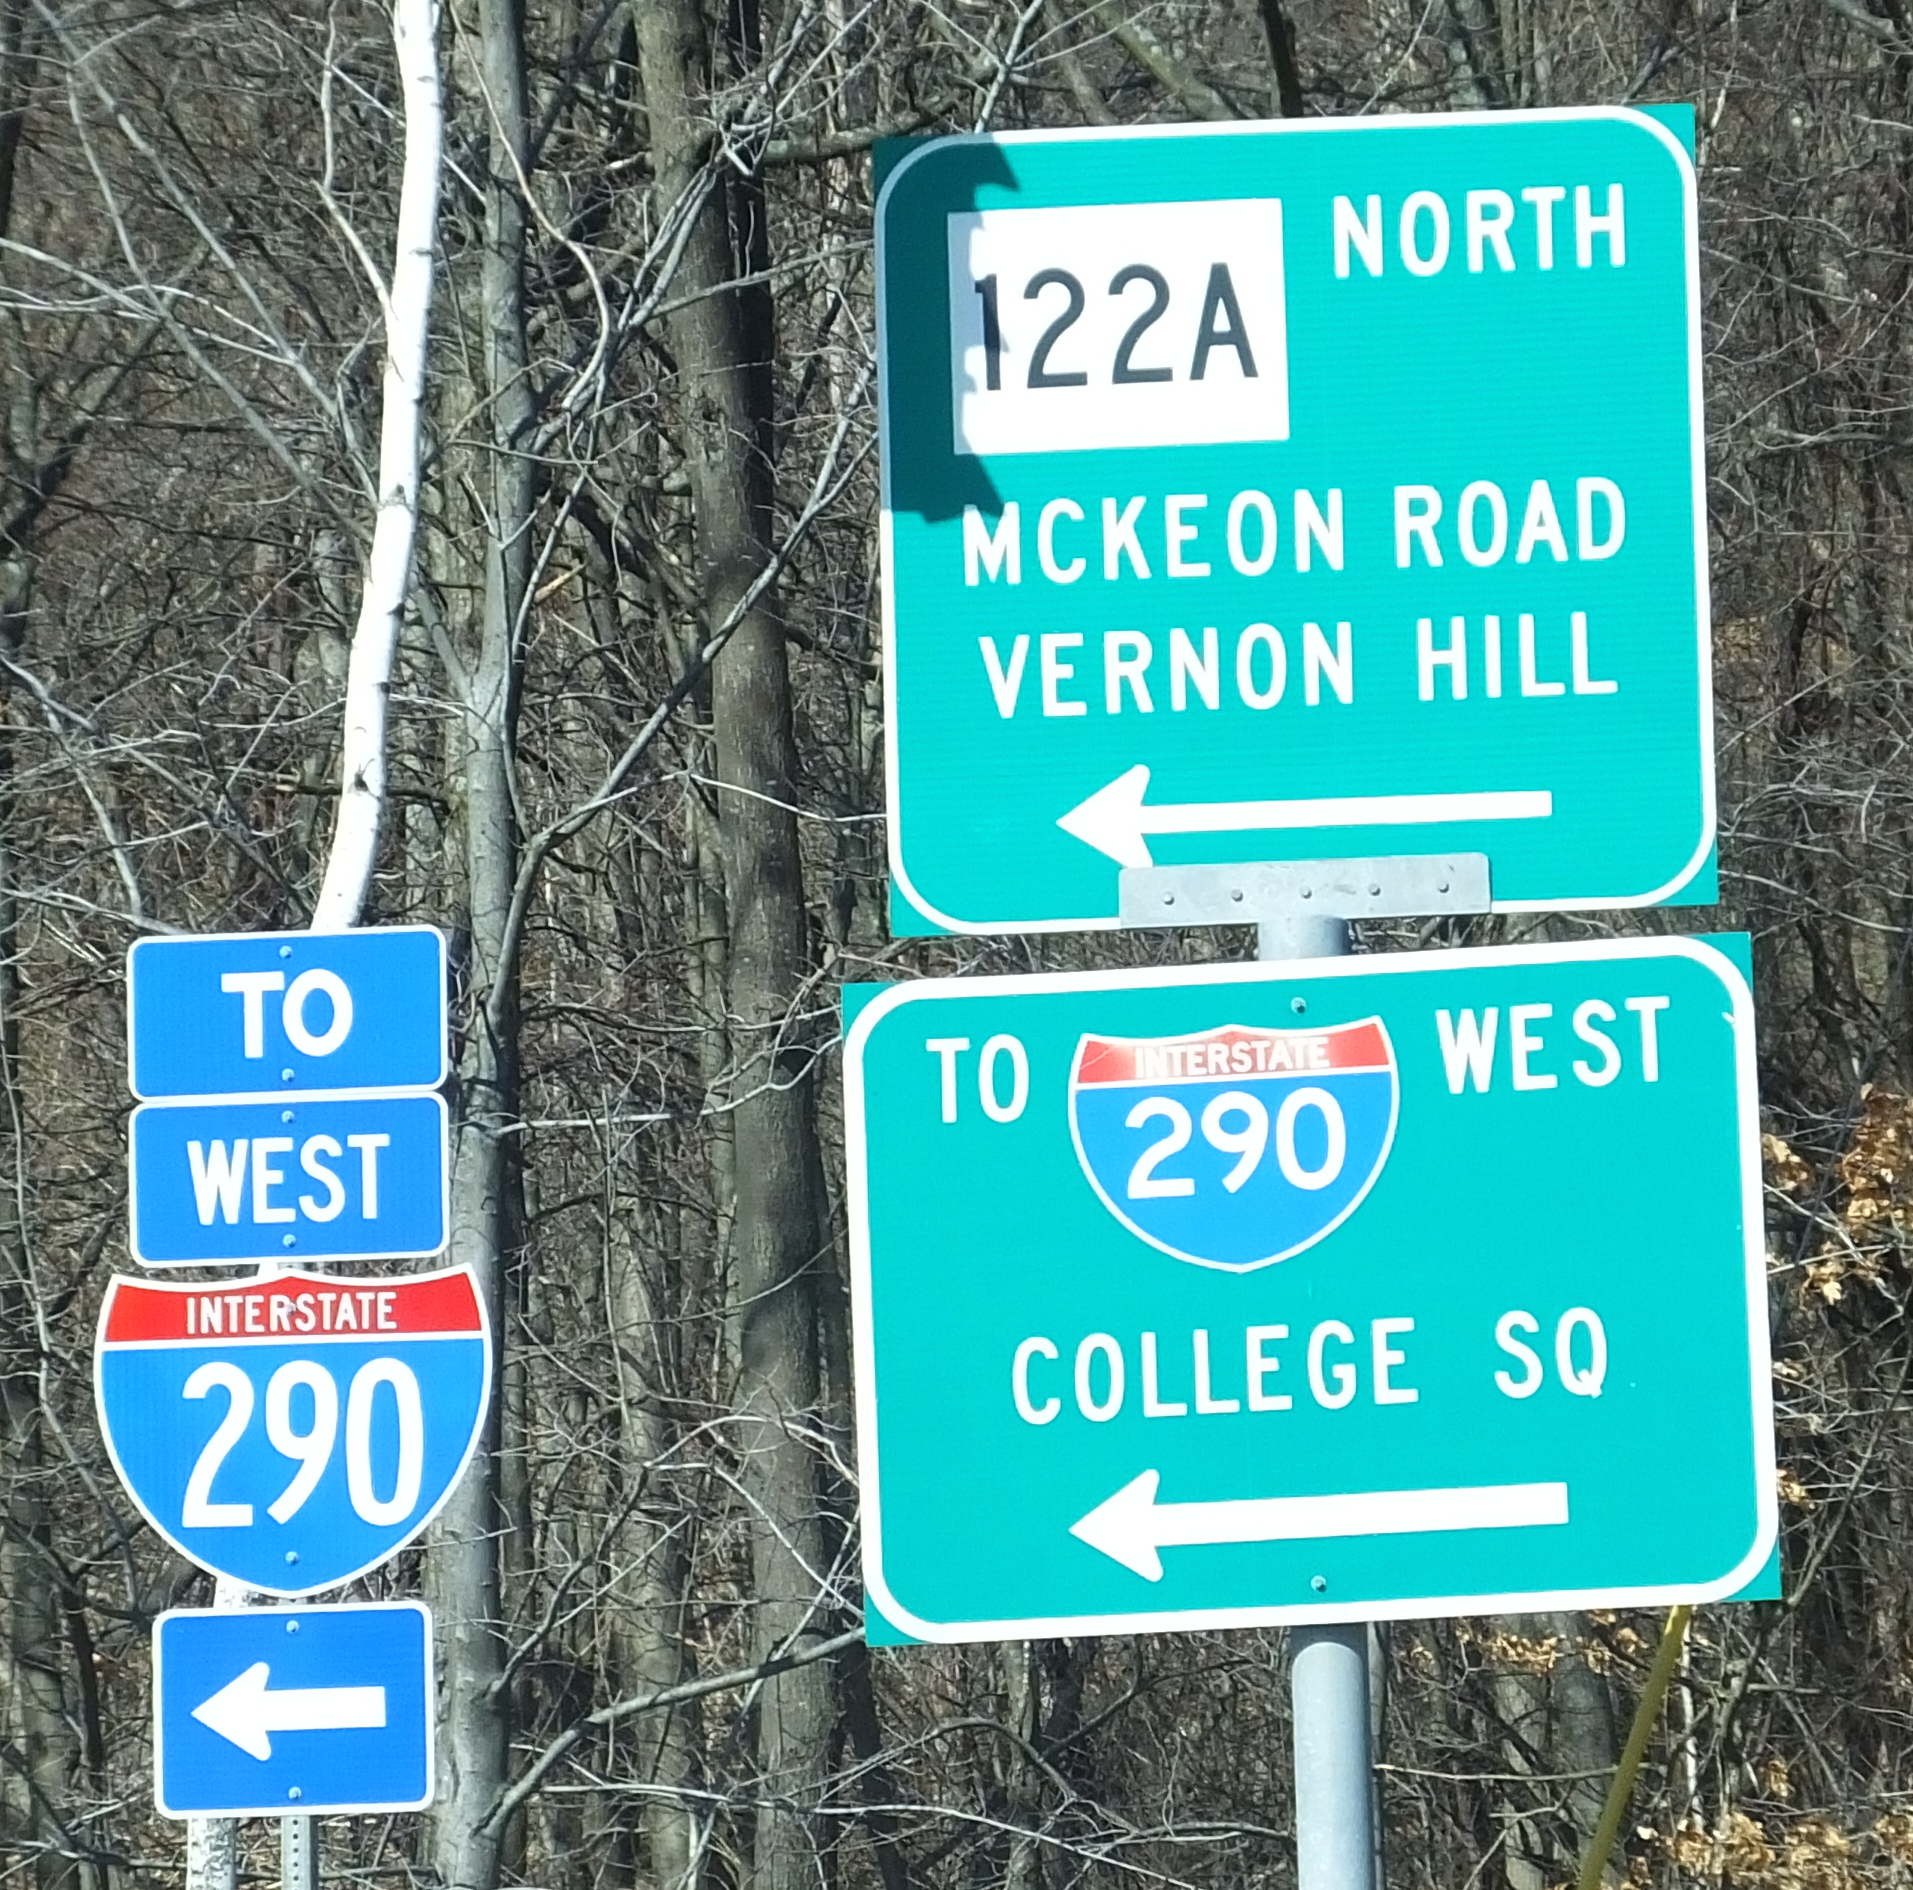 TO
WEST
INTERSTATE
290
122A NORTH
MCKEON ROAD
VERNON HILL
TO INTERSTATE 290 WEST
COLLEGE SQ